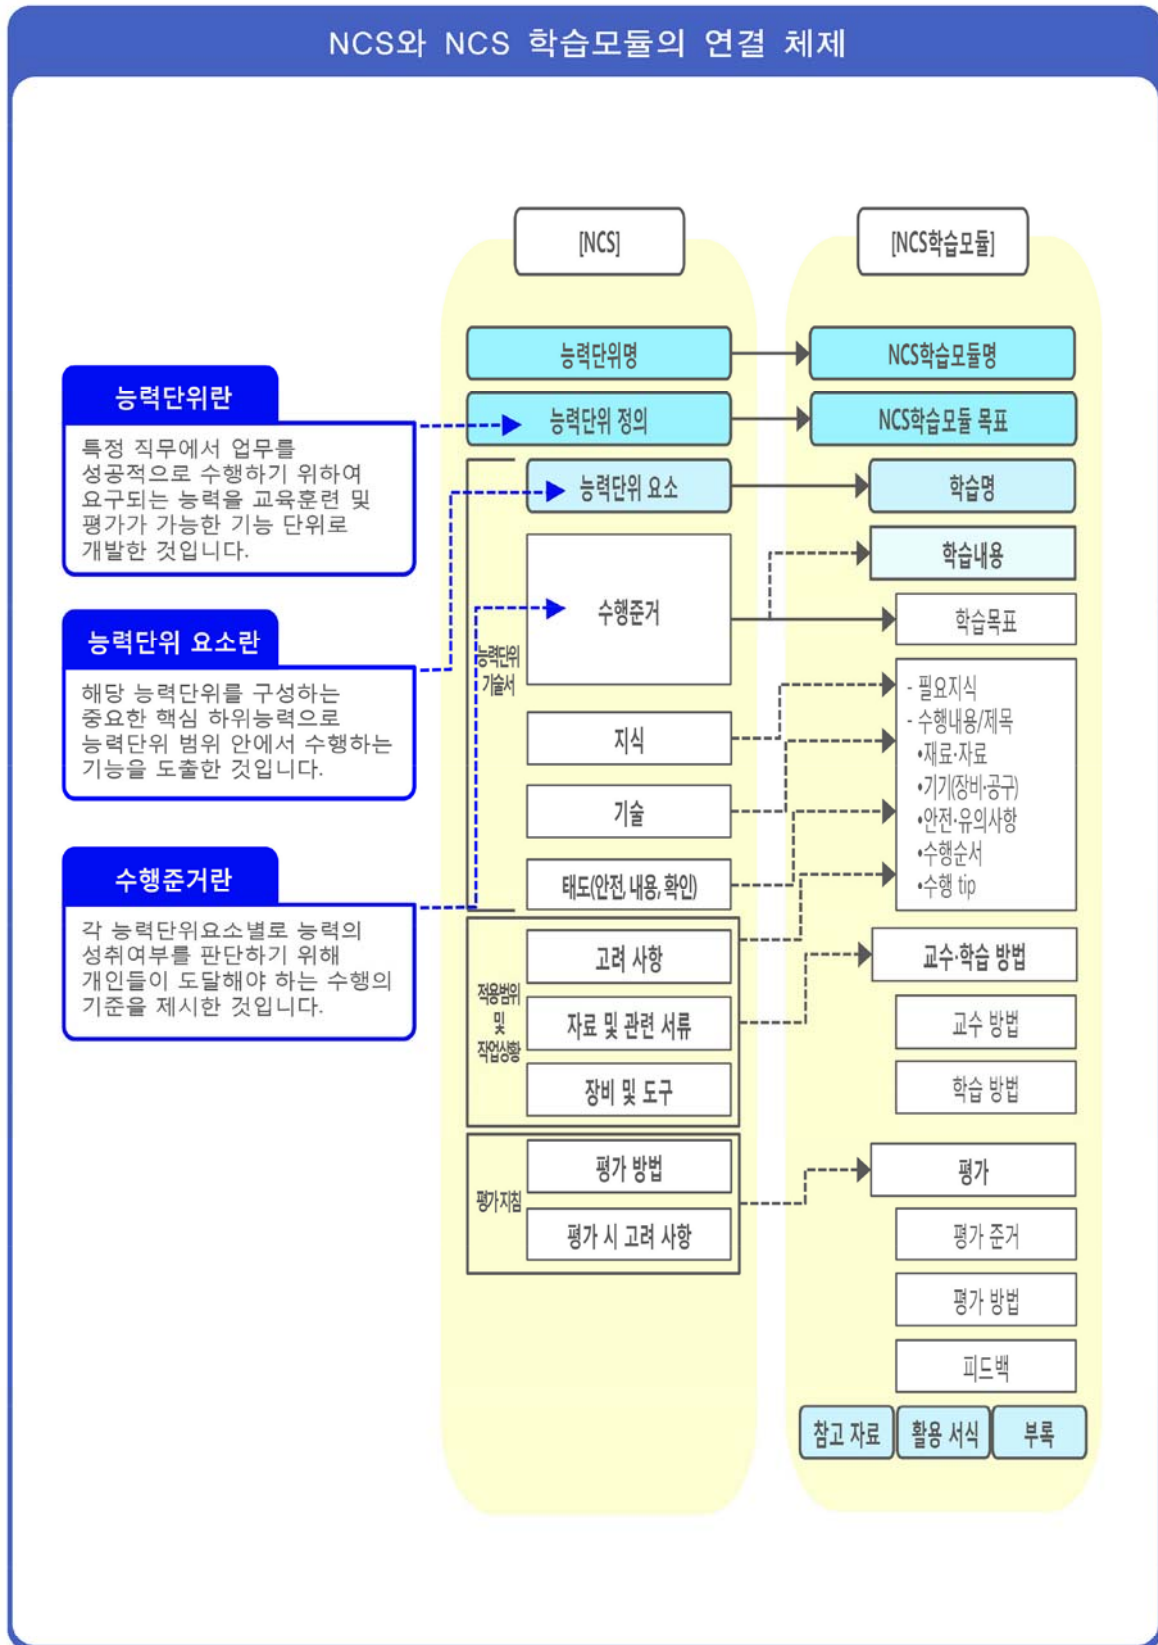 NCS와 NCS 학습모듈의 연결 체제
[NCS]
[NCS학습모듈]
능력단위명
NCS학습모듈명
능력단위란
특정 직무에서 업무를
성공적으로 수행하기 위하여
요구되는 능력을 교육훈련 및
평가가 가능한 기능 단위로
개발한 것입니다.
능력단위 정의
NCS학습모듈 목표
능력단위 요소
학습명
학습내용
수행준거
학습목표
능력단위 요소란
해당 능력단위를 구성하는
중요한 핵심 하위능력으로
능력단위 범위 안에서 수행하는
기능을 도출한 것입니다.
능력단위
기술서
지식
기술
태도(안전, 내용, 확인)
- 필요지식
- 수행내용/제목
•재료·자료
•기기(장비·공구)
•안전·유의사항
•수행순서
•수행 tip
수행준거란
각 능력단위요소별로 능력의
성취여부를 판단하기 위해
개인들이 도달해야 하는 수행의
기준을 제시한 것입니다.
적용범위
및
작업상황
고려 사항
자료 및 관련 서류
장비 및 도구
교수·학습 방법
교수 방법
학습 방법
평가지침
평가 방법
평가 시 고려 사항
평가
평가 준거
평가 방법
피드백
참고 자료
활용 서식
부록